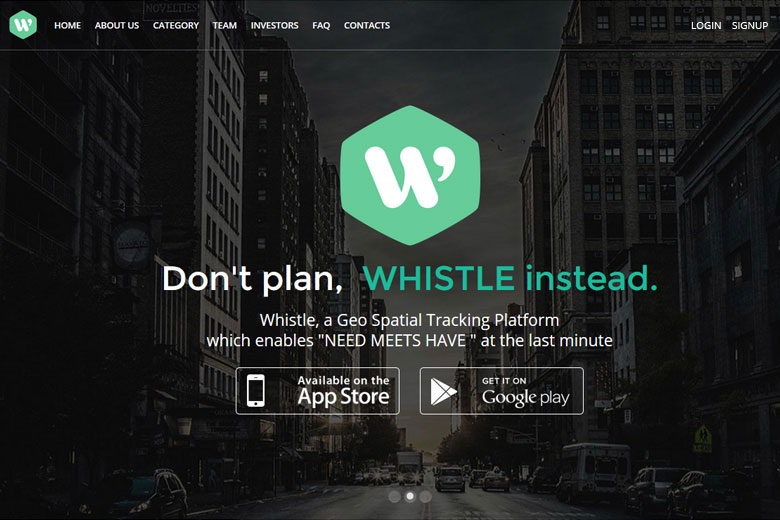 HOME ABOUT US CATEGORY TEAM INVESTORS FAQ CONTACTS LOGIN SIGNUP
NOVELTIES
W
Don't plan, WHISTLE instead.
Whistle, a Geo Spatial Tracking Platform
which enables "NEED MEETS HAVE " at the last minute
Available on the
App Store
GET IT ON
Google play